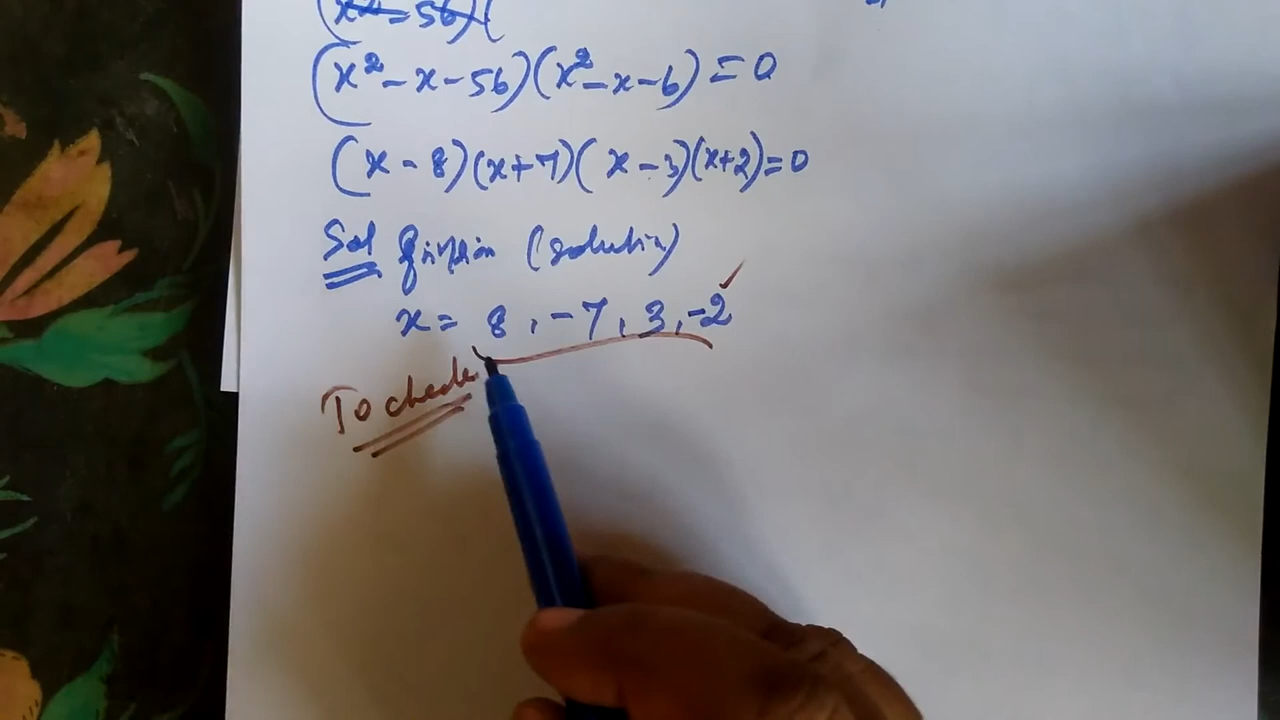 (x² - x - 56)(x² - x - 6) = 0
(x - 8)(x + 7)(x - 3)(x + 2) = 0
Sol (solution)
x = 8, -7, 3, -2 ✓
To check